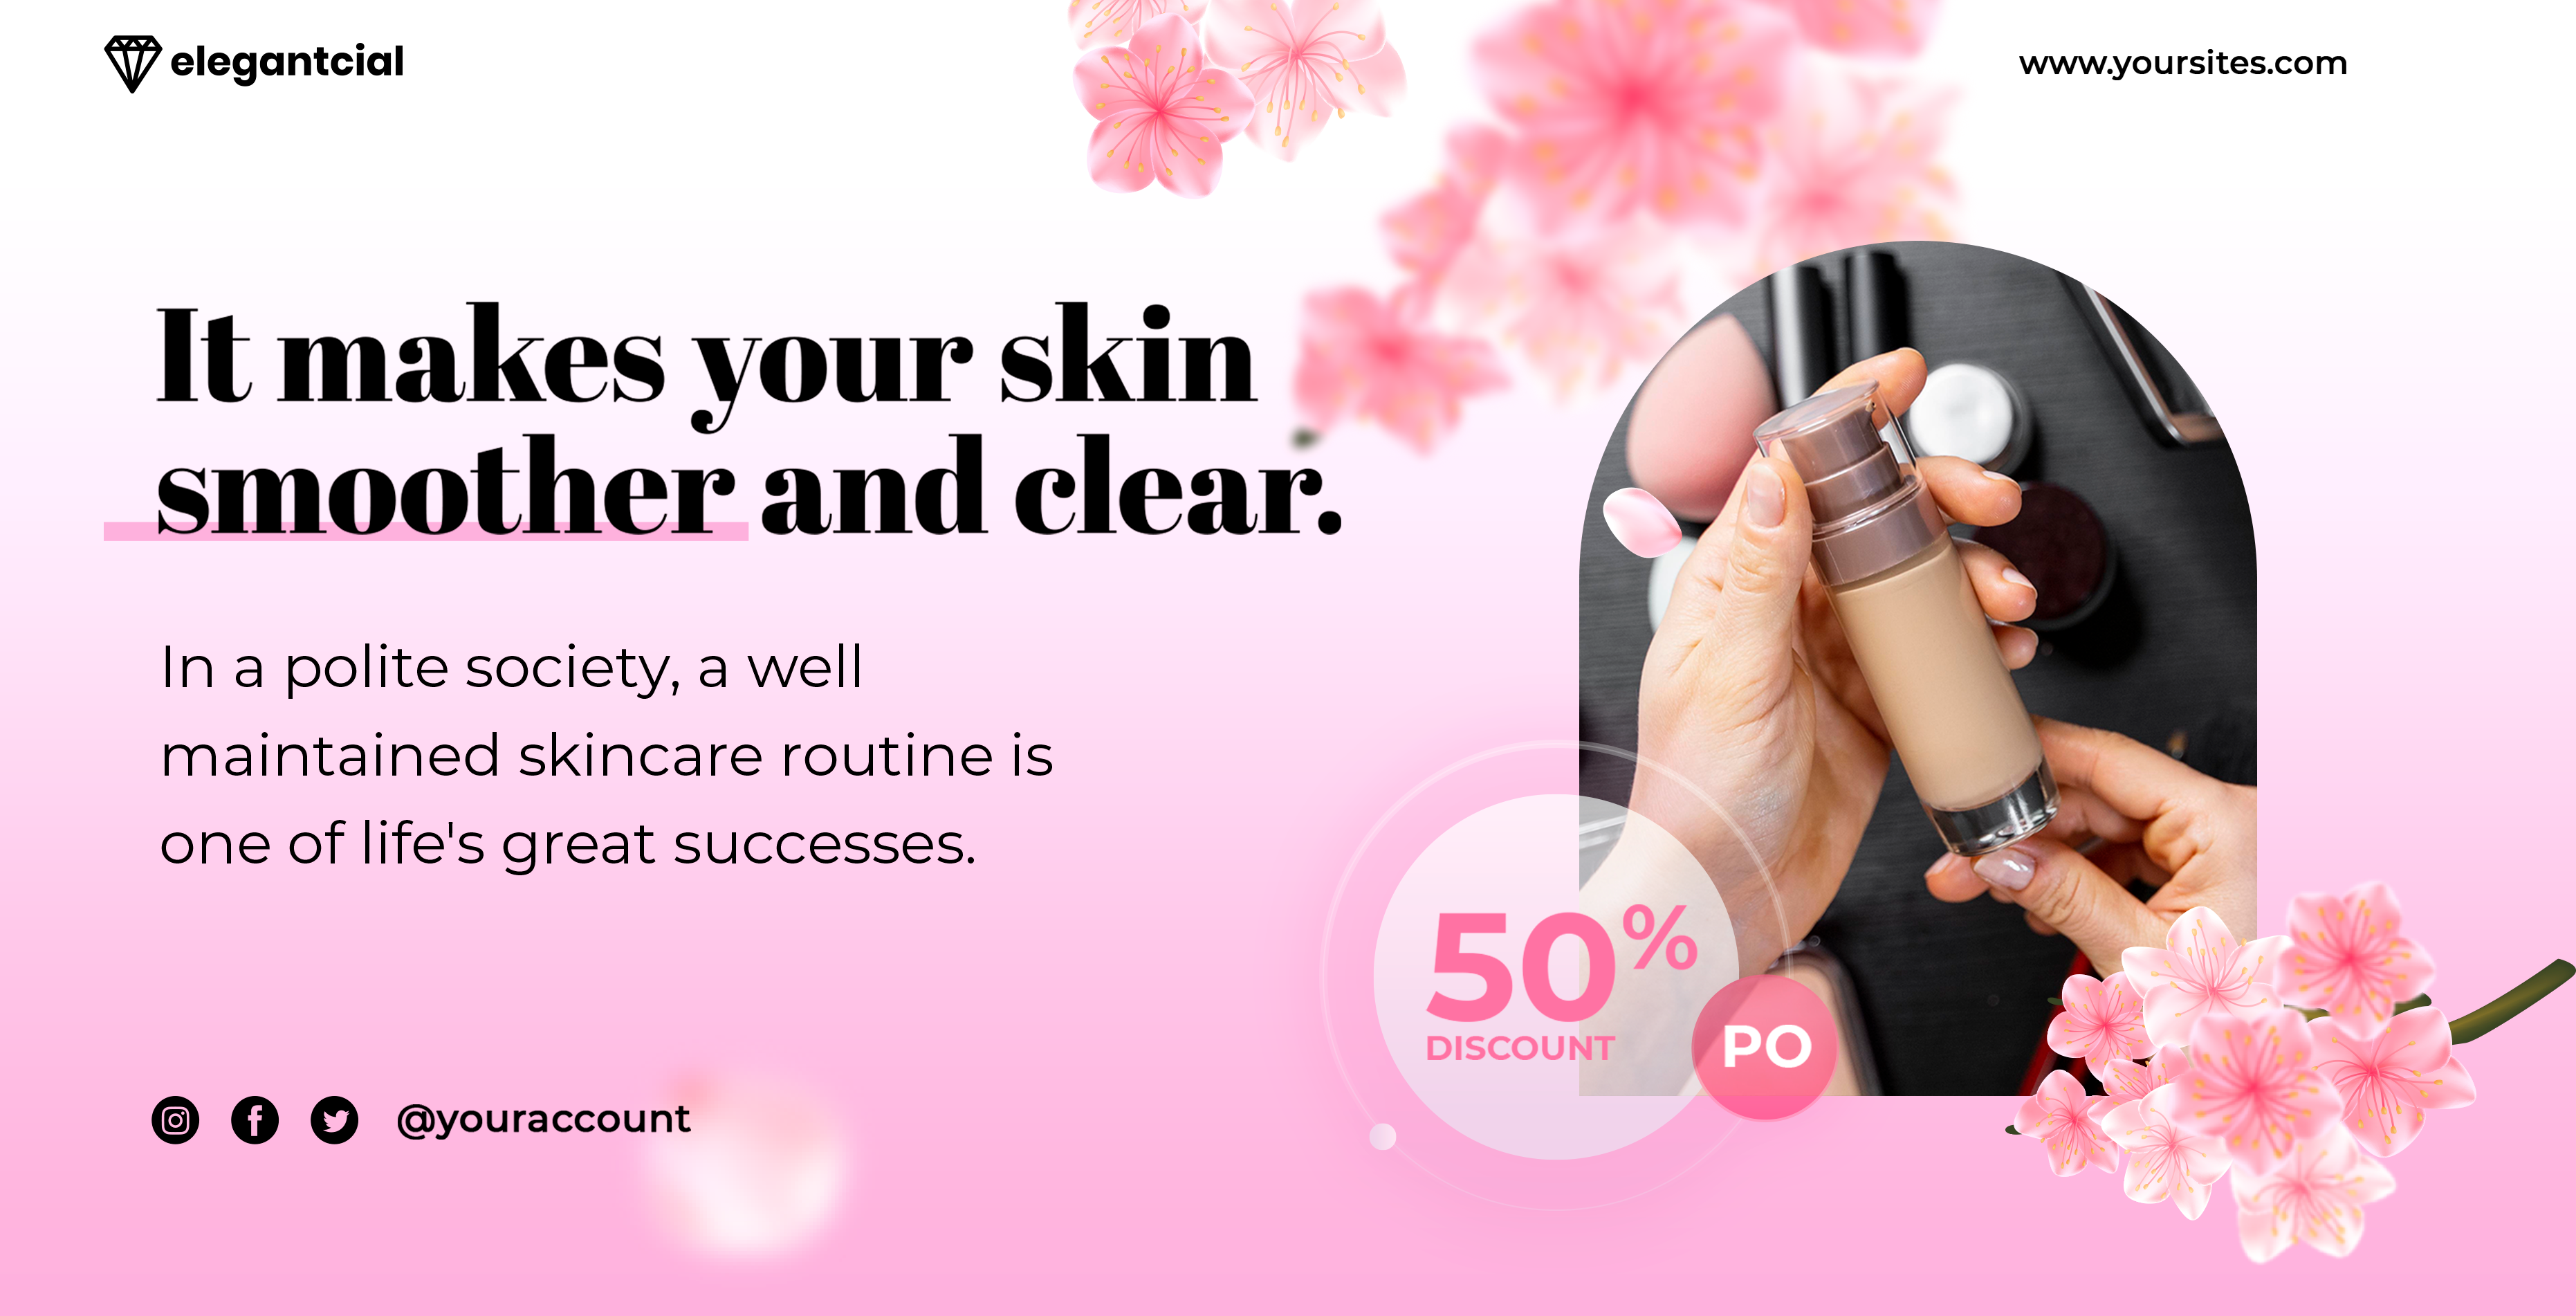 elegantcial
www.yoursites.com
It makes your skin
smoother and clear.
In a polite society, a well
maintained skincare routine is
one of life's great successes.
50%
DISCOUNT
PO
@youraccount